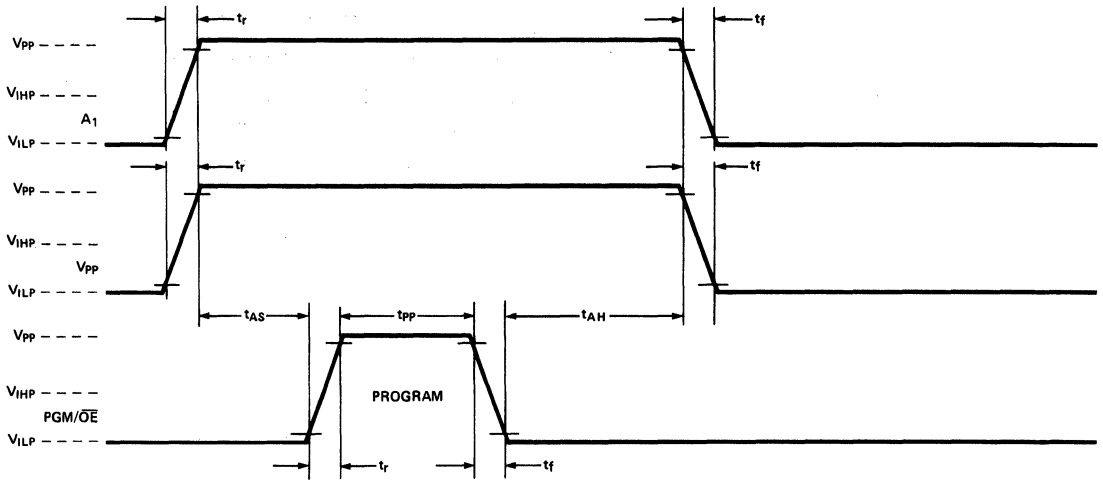 tr tf
VPP
VIHP
A1
VILP
tr tf
VPP
VIHP
VPP
VILP
tAS tPP tAH
VPP
VIHP PROGRAM
PGM/O̅E̅
VILP
tr tf